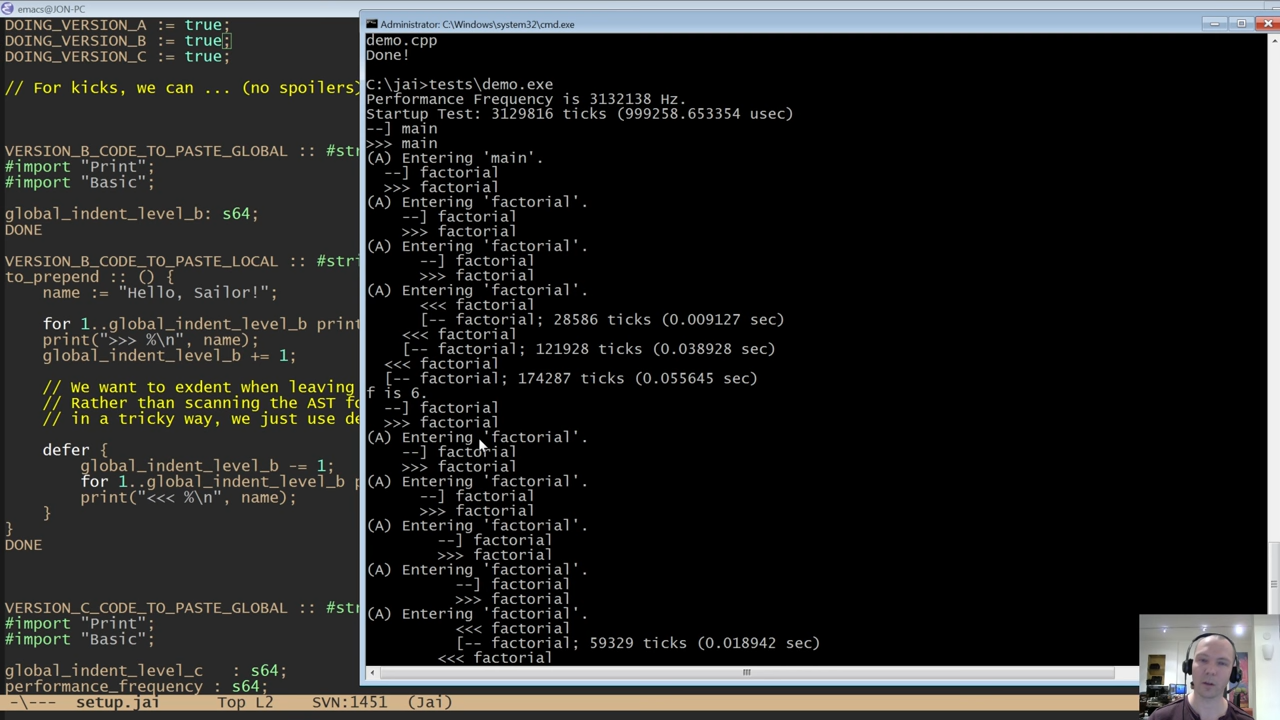 emacs@JON-PC
DOING_VERSION_A := true;
DOING_VERSION_B := true;
DOING_VERSION_C := true;
// For kicks, we can ... (no spoilers)
VERSION_B_CODE_TO_PASTE_GLOBAL :: #str
#import "Print";
#import "Basic";
global_indent_level_b: s64;
DONE
VERSION_B_CODE_TO_PASTE_LOCAL :: #stri
to_prepend :: () {
name := "Hello, Sailor!";
for 1..global_indent_level_b print
print(">>> %\n", name);
global_indent_level_b += 1;
// We want to exdent when leaving
// Rather than scanning the AST fo
// in a tricky way, we just use de
defer {
global_indent_level_b -= 1;
for 1..global_indent_level_b p
print("<<< %\n", name);
}
}
DONE
VERSION_C_CODE_TO_PASTE_GLOBAL :: #str
#import "Print";
#import "Basic";
global_indent_level_c : s64;
performance_frequency : s64;
-\--- setup.jai Top L2 SVN:1451 (Jai)
Administrator: C:\Windows\system32\cmd.exe
demo.cpp
Done!
C:\jai>tests\demo.exe
Performance Frequency is 3132138 Hz.
Startup Test: 3129816 ticks (999258.653354 usec)
--] main
>>> main
(A) Entering 'main'.
--] factorial
>>> factorial
(A) Entering 'factorial'.
--] factorial
>>> factorial
(A) Entering 'factorial'.
--] factorial
>>> factorial
(A) Entering 'factorial'.
<<< factorial
[-- factorial; 28586 ticks (0.009127 sec)
<<< factorial
[-- factorial; 121928 ticks (0.038928 sec)
<<< factorial
[-- factorial; 174287 ticks (0.055645 sec)
f is 6.
--] factorial
>>> factorial
(A) Entering 'factorial'.
--] factorial
>>> factorial
(A) Entering 'factorial'.
--] factorial
>>> factorial
(A) Entering 'factorial'.
--] factorial
>>> factorial
(A) Entering 'factorial'.
--] factorial
>>> factorial
(A) Entering 'factorial'.
<<< factorial
[-- factorial; 59329 ticks (0.018942 sec)
<<< factorial